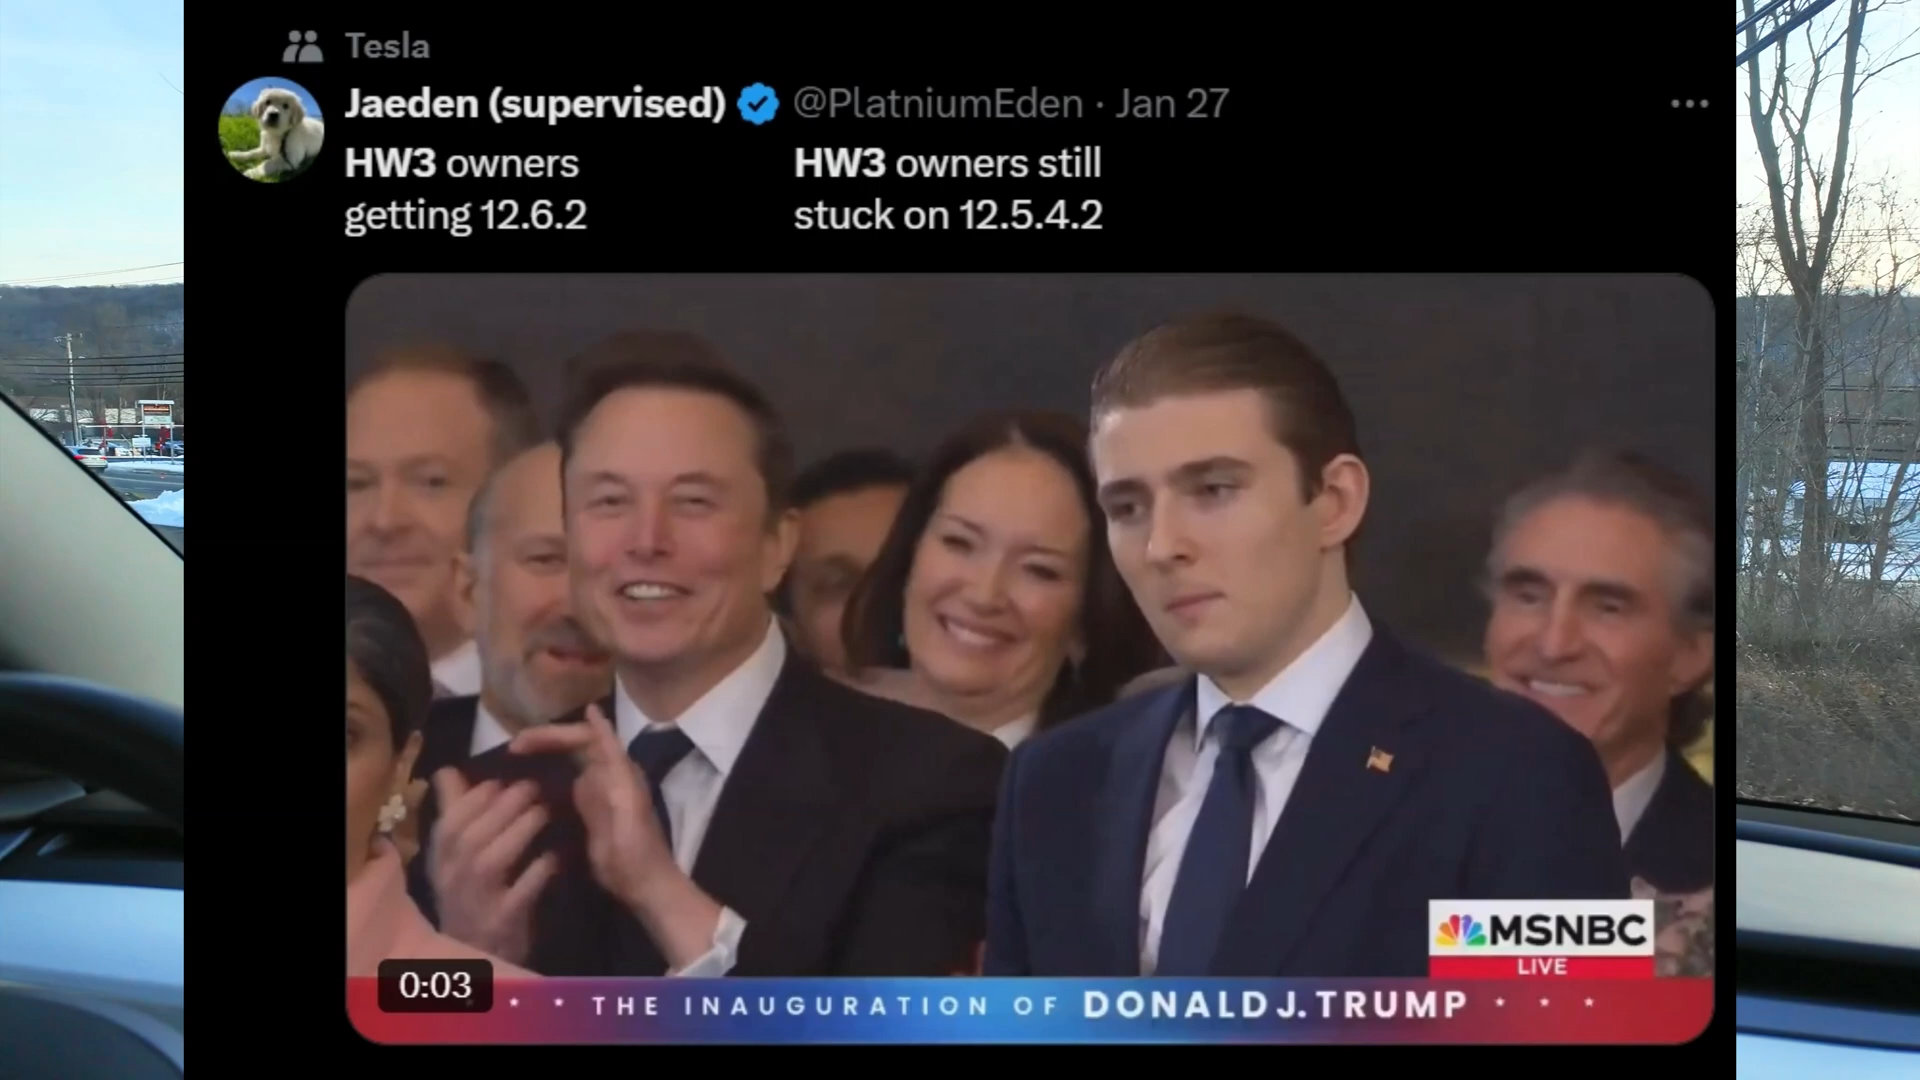 Tesla
Jaeden (supervised) @PlatniumEden · Jan 27
HW3 owners HW3 owners still
getting 12.6.2 stuck on 12.5.4.2
MSNBC
LIVE
0:03
THE INAUGURATION OF DONALD J. TRUMP